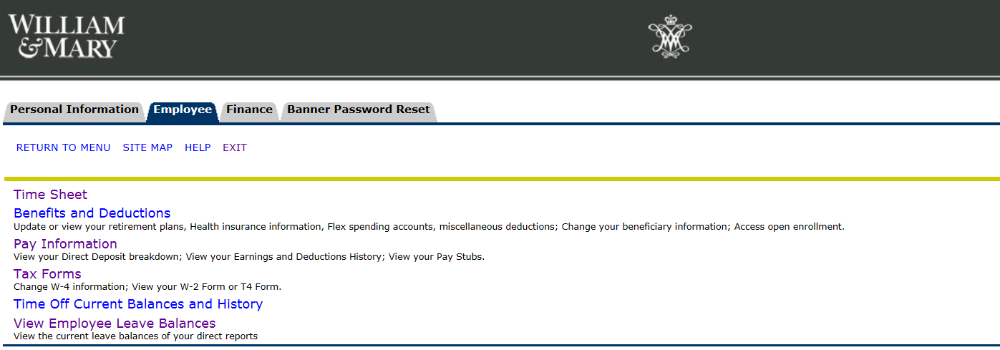 WILLIAM
& MARY
Personal Information Employee Finance Banner Password Reset
RETURN TO MENU SITE MAP HELP EXIT
Time Sheet
Benefits and Deductions
Update or view your retirement plans, Health insurance information, Flex spending accounts, miscellaneous deductions; Change your beneficiary information; Access open enrollment.
Pay Information
View your Direct Deposit breakdown; View your Earnings and Deductions History; View your Pay Stubs.
Tax Forms
Change W-4 information; View your W-2 Form or T4 Form.
Time Off Current Balances and History
View Employee Leave Balances
View the current leave balances of your direct reports